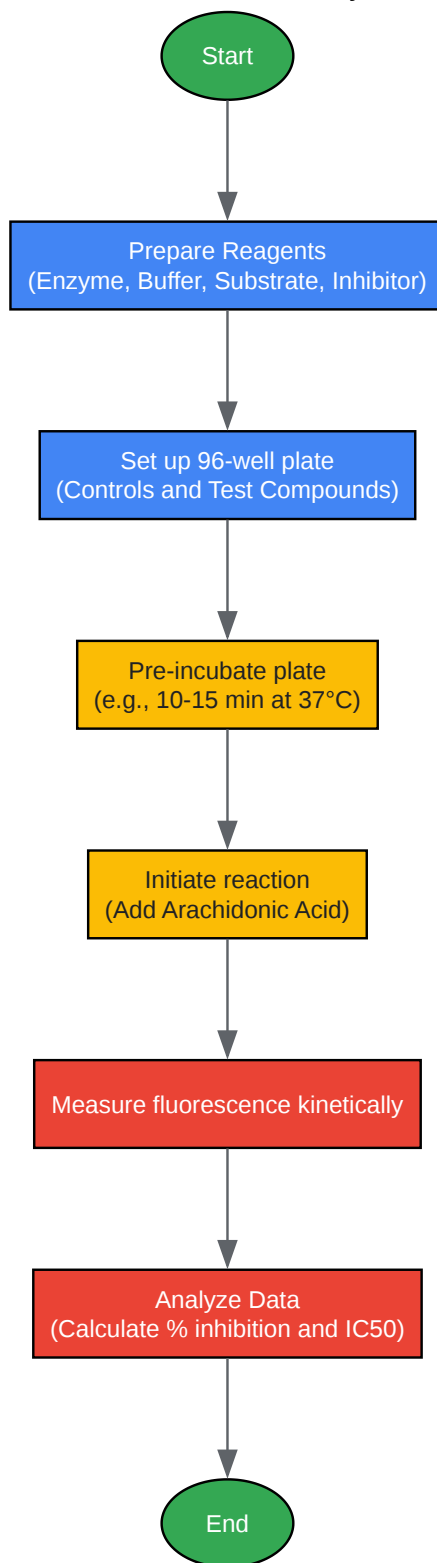 Start
Prepare Reagents
(Enzyme, Buffer, Substrate, Inhibitor)
Set up 96-well plate
(Controls and Test Compounds)
Pre-incubate plate
(e.g., 10-15 min at 37°C)
Initiate reaction
(Add Arachidonic Acid)
Measure fluorescence kinetically
Analyze Data
(Calculate % inhibition and IC50)
End